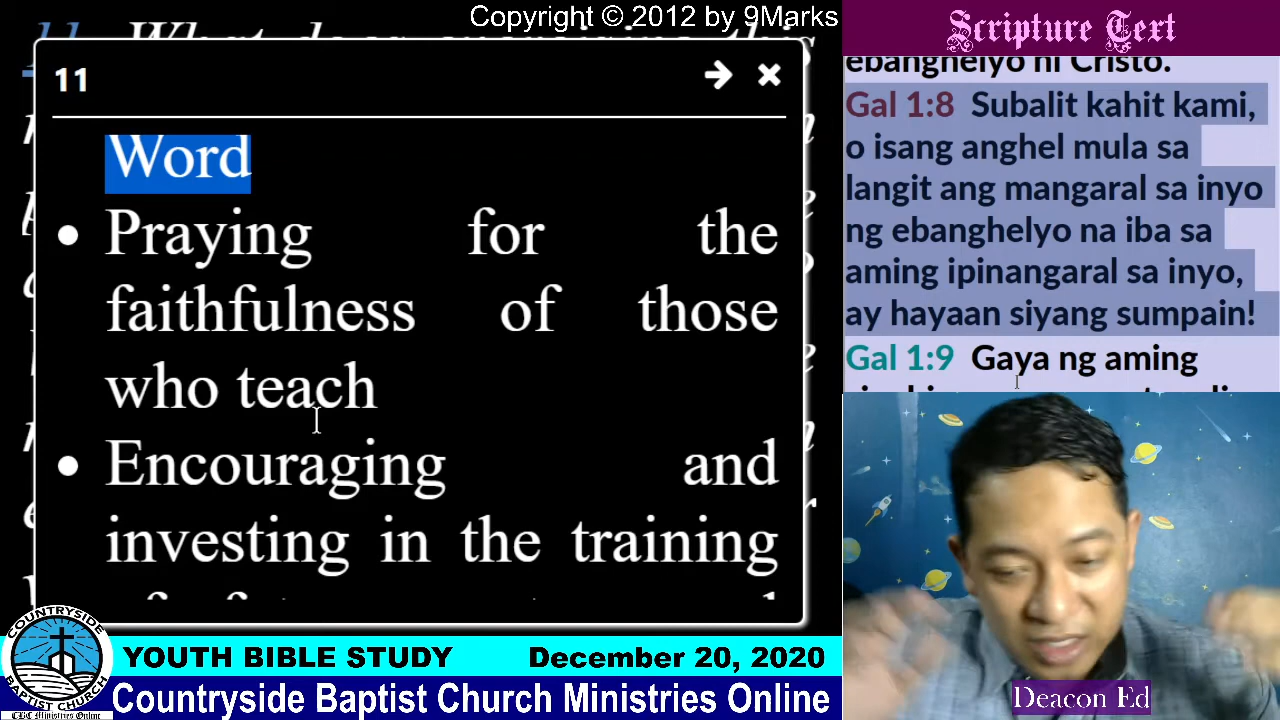 Copyright © 2012 by 9Marks
11
Word
• Praying for the
faithfulness of those
who teach
• Encouraging and
investing in the training
Scripture Text
ebanghelyo ni Cristo.
Gal 1:8 Subalit kahit kami,
o isang anghel mula sa
langit ang mangaral sa inyo
ng ebanghelyo na iba sa
aming ipinangaral sa inyo,
ay hayaan siyang sumpain!
Gal 1:9 Gaya ng aming
COUNTRYSIDE
BAPTIST CHURCH
CBC Ministries Online
YOUTH BIBLE STUDY December 20, 2020
Countryside Baptist Church Ministries Online
Deacon Ed